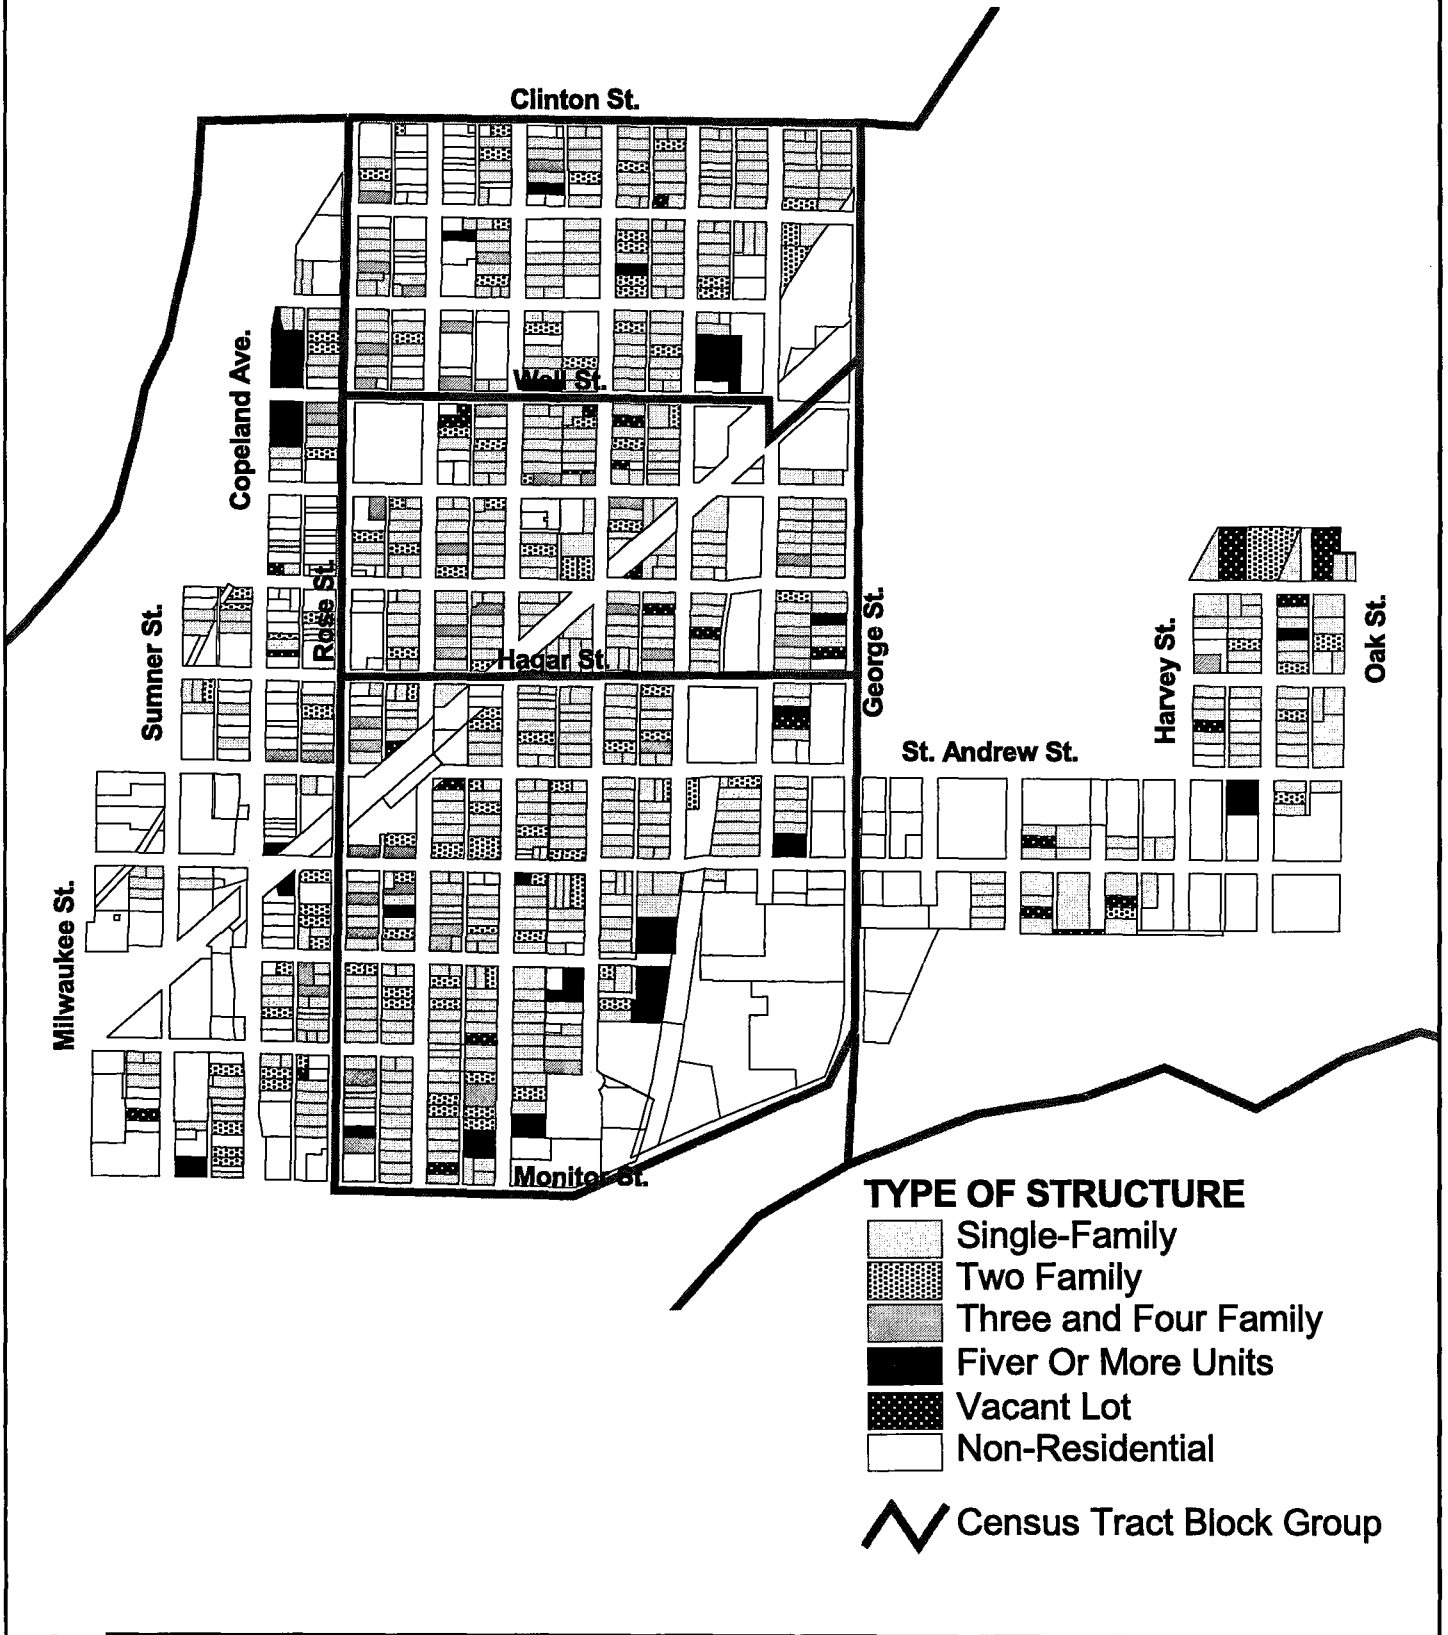 Clinton St.
Copeland Ave.
Wall St.
Rose St.
Sumner St.
Hagar St.
George St.
Harvey St.
Oak St.
St. Andrew St.
Milwaukee St.
Monitor St.
TYPE OF STRUCTURE
Single-Family
Two Family
Three and Four Family
Fiver Or More Units
Vacant Lot
Non-Residential
Census Tract Block Group